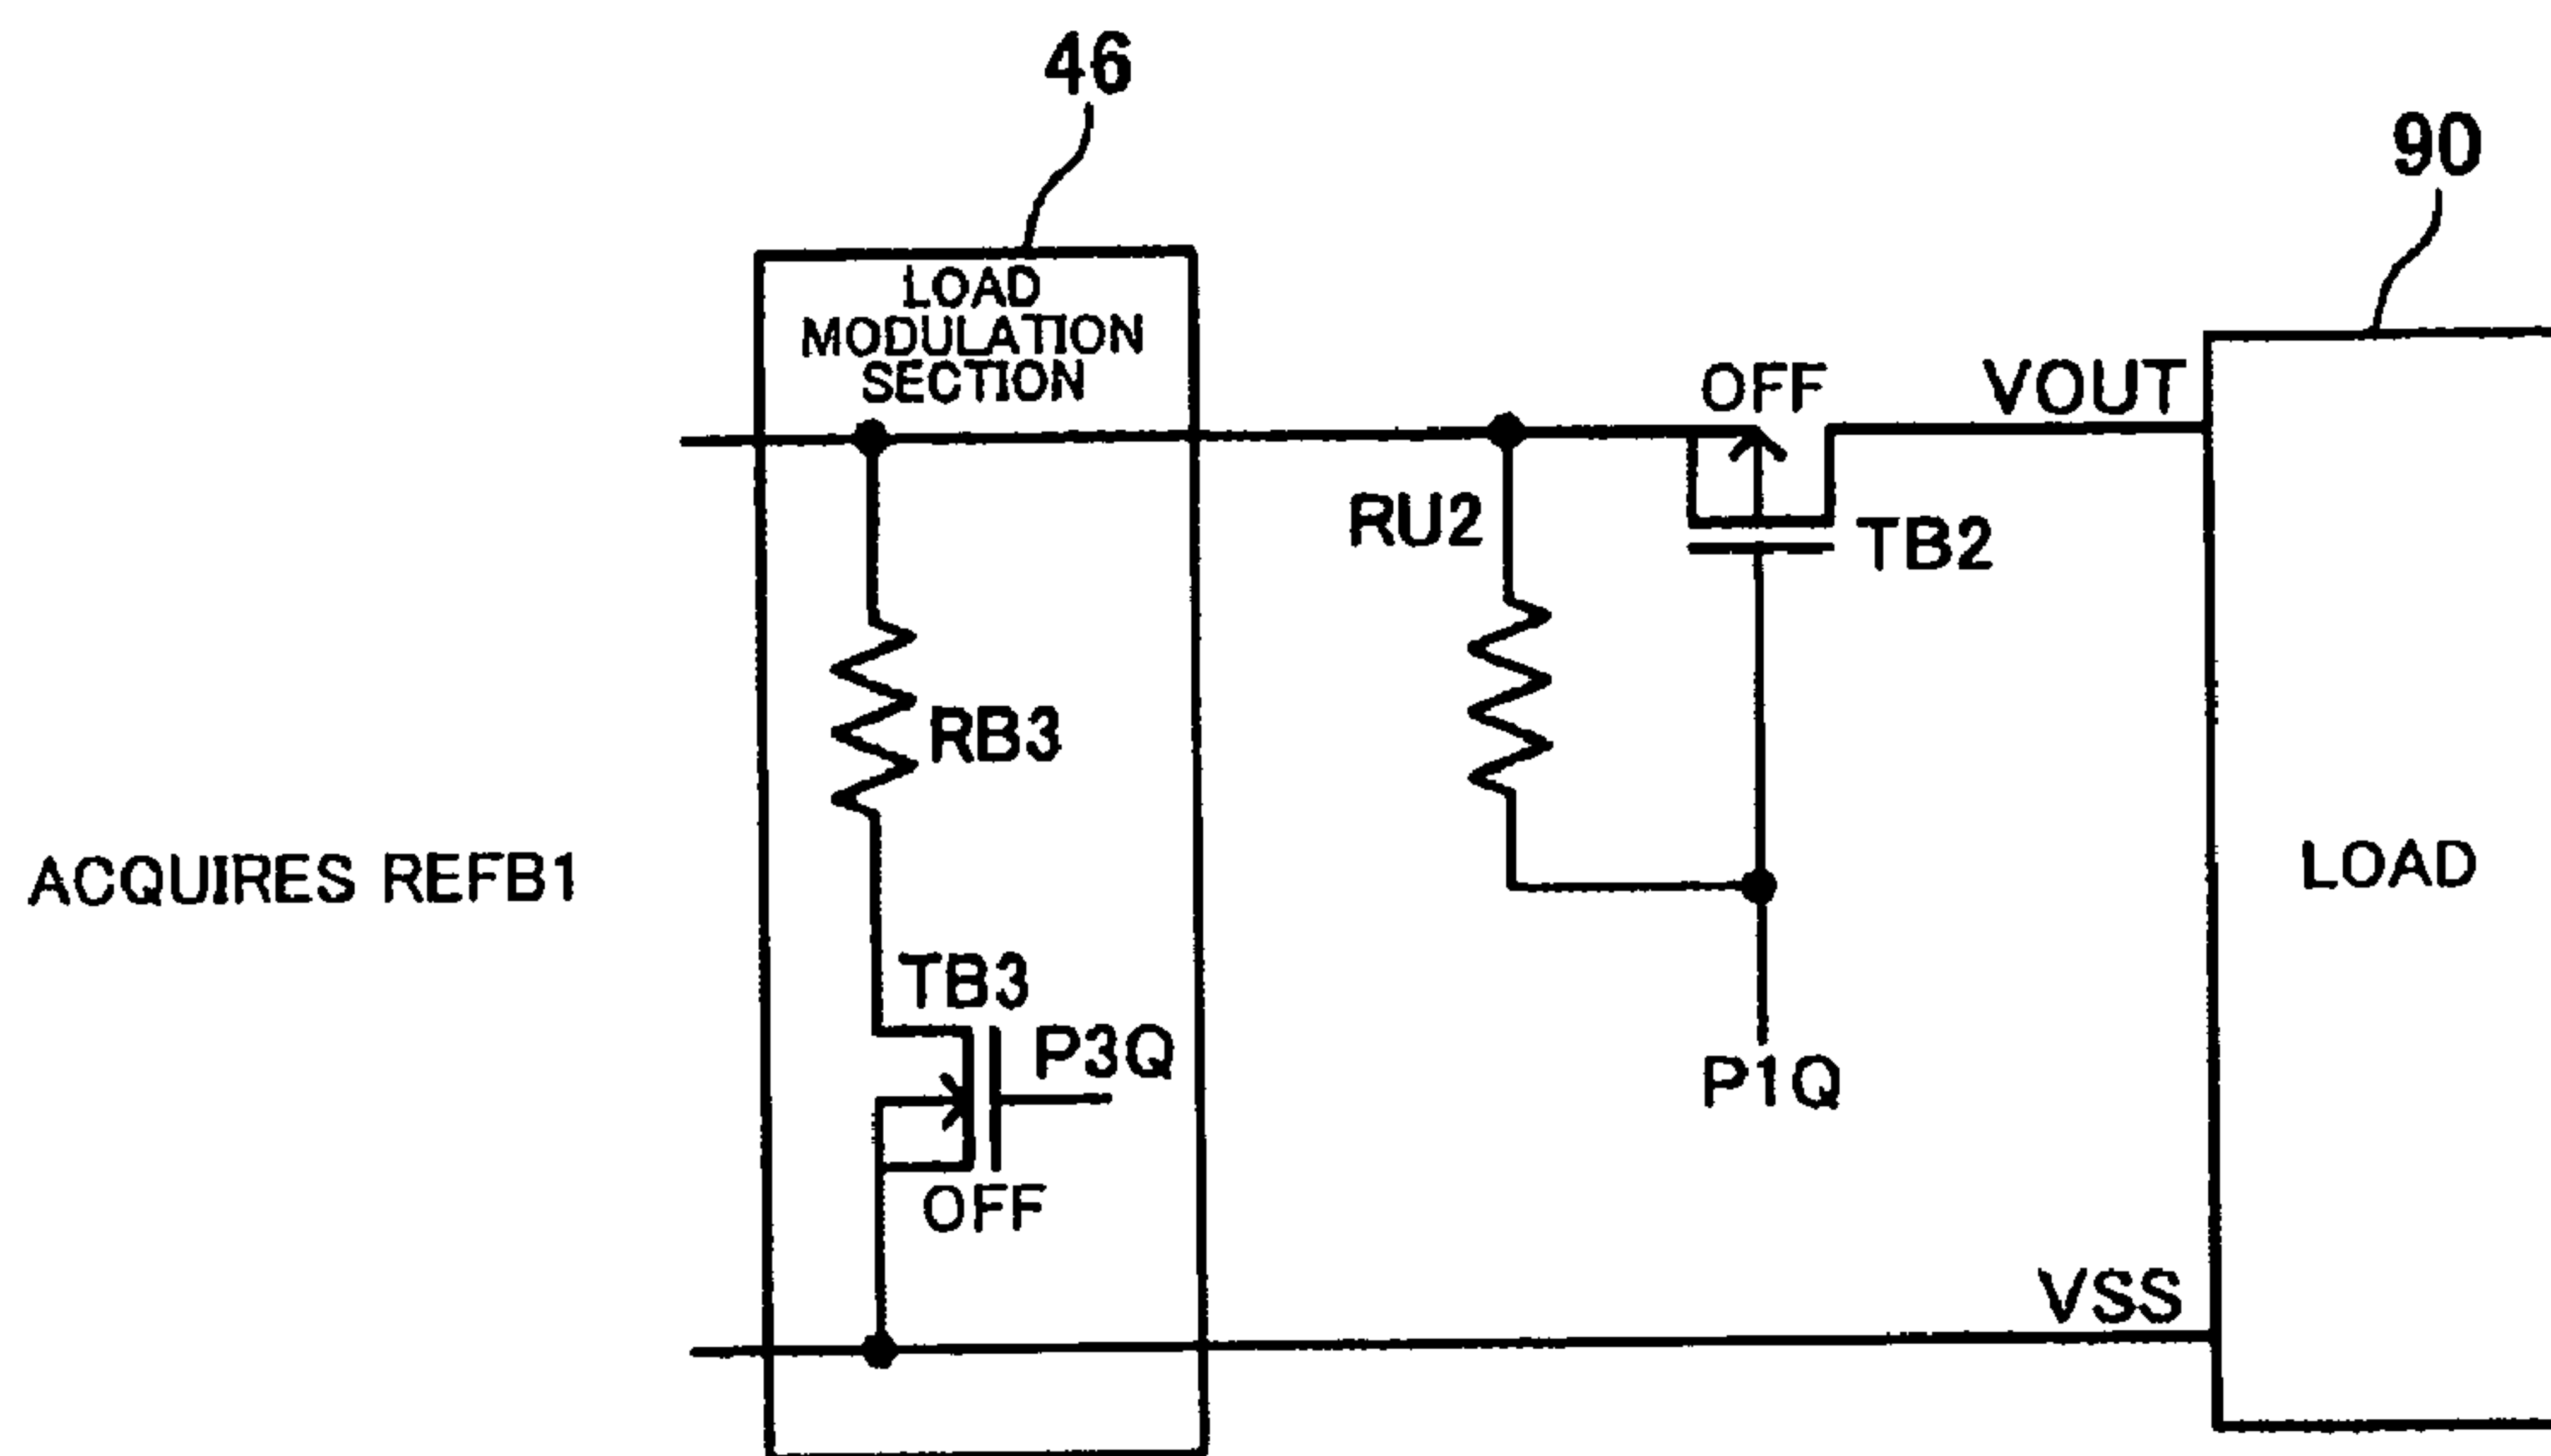 46
90
LOAD
MODULATION
SECTION
OFF
VOUT
RU2
TB2
RB3
ACQUIRES REFB1
LOAD
TB3
P3Q
P1Q
OFF
VSS